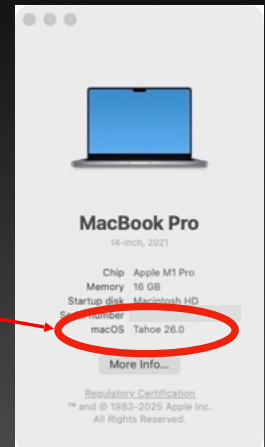 MacBook Pro
14-inch, 2021
Chip Apple M1 Pro
Memory 16 GB
Startup disk Macintosh HD
Serial number
macOS Tahoe 26.0
More Info...
Regulatory Certification
™ and © 1983-2025 Apple Inc.
All Rights Reserved.